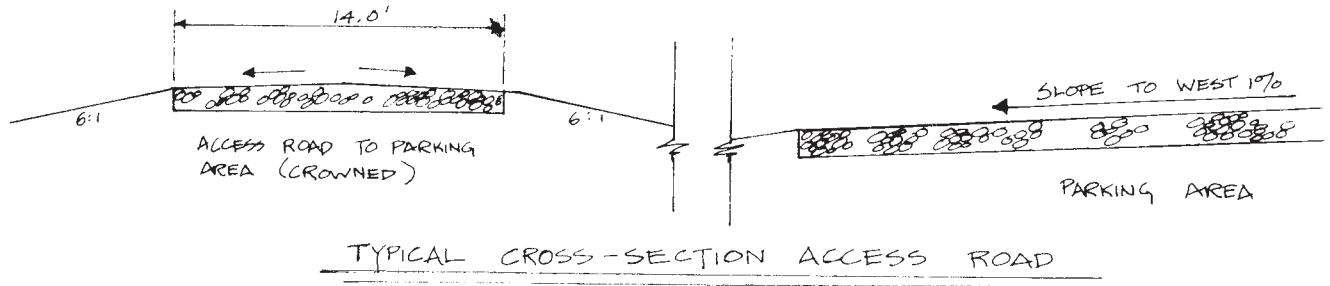 14.0'
SLOPE TO WEST 1%
6:1
6:1
ACCESS ROAD TO PARKING
AREA (CROWNED)
PARKING AREA
TYPICAL CROSS-SECTION ACCESS ROAD